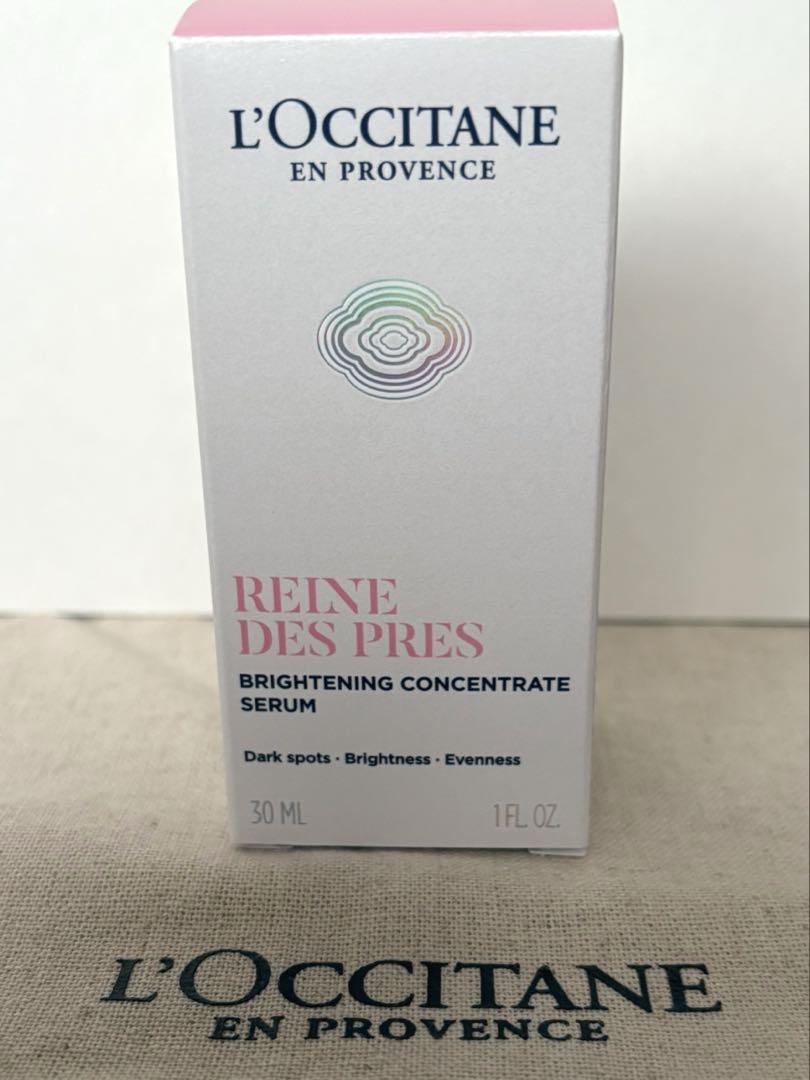 L'OCCITANE
EN PROVENCE
REINE
DES PRES
BRIGHTENING CONCENTRATE
SERUM
Dark spots · Brightness · Evenness
30 ML 1 FL. OZ.
L'OCCITANE
EN PROVENCE